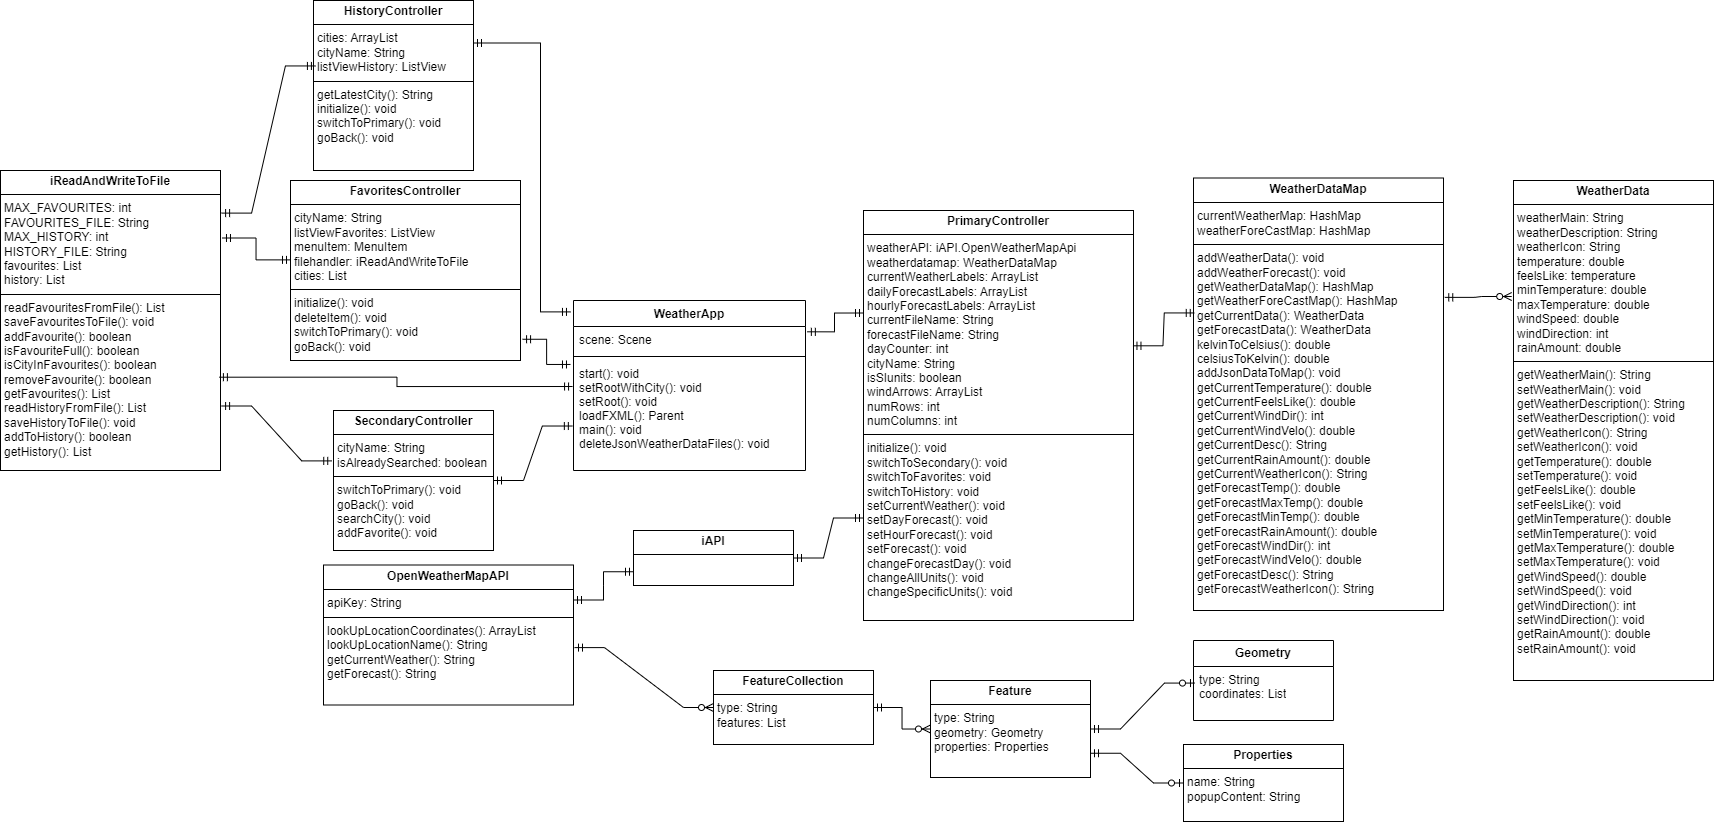 HistoryController
cities: ArrayList
cityName: String
listViewHistory: ListView
getLatestCity(): String
initialize(): void
switchToPrimary(): void
goBack(): void
iReadAndWriteToFile
MAX_FAVOURITES: int
FAVOURITES_FILE: String
MAX_HISTORY: int
HISTORY_FILE: String
favourites: List
history: List
readFavouritesFromFile(): List
saveFavouritesToFile(): void
addFavourite(): boolean
isFavouriteFull(): boolean
isCityInFavourites(): boolean
removeFavourite(): boolean
getFavourites(): List
readHistoryFromFile(): List
saveHistoryToFile(): void
addToHistory(): boolean
getHistory(): List
FavoritesController
cityName: String
listViewFavorites: ListView
menuItem: MenuItem
filehandler: iReadAndWriteToFile
cities: List
initialize(): void
deleteItem(): void
switchToPrimary(): void
goBack(): void
SecondaryController
cityName: String
isAlreadySearched: boolean
switchToPrimary(): void
goBack(): void
searchCity(): void
addFavorite(): void
WeatherApp
scene: Scene
start(): void
setRootWithCity(): void
setRoot(): void
loadFXML(): Parent
main(): void
deleteJsonWeatherDataFiles(): void
iAPI
OpenWeatherMapAPI
apiKey: String
lookUpLocationCoordinates(): ArrayList
lookUpLocationName(): String
getCurrentWeather(): String
getForecast(): String
PrimaryController
weatherAPI: iAPI.OpenWeatherMapApi
weatherdatamap: WeatherDataMap
currentWeatherLabels: ArrayList
dailyForecastLabels: ArrayList
hourlyForecastLabels: ArrayList
currentFileName: String
forecastFileName: String
dayCounter: int
cityName: String
isSIunits: boolean
windArrows: ArrayList
numRows: int
numColumns: int
initialize(): void
switchToSecondary(): void
switchToFavorites: void
switchToHistory: void
setCurrentWeather(): void
setDayForecast(): void
setHourForecast(): void
setForecast(): void
changeForecastDay(): void
changeAllUnits(): void
changeSpecificUnits(): void
WeatherDataMap
currentWeatherMap: HashMap
weatherForeCastMap: HashMap
addWeatherData(): void
addWeatherForecast(): void
getWeatherDataMap(): HashMap
getWeatherForeCastMap(): HashMap
getCurrentData(): WeatherData
getForecastData(): WeatherData
kelvinToCelsius(): double
celsiusToKelvin(): double
addJsonDataToMap(): void
getCurrentTemperature(): double
getCurrentFeelsLike(): double
getCurrentWindDir(): int
getCurrentWindVelo(): double
getCurrentDesc(): String
getCurrentRainAmount(): double
getCurrentWeatherIcon(): String
getForecastTemp(): double
getForecastMaxTemp(): double
getForecastMinTemp(): double
getForecastRainAmount(): double
getForecastWindDir(): int
getForecastWindVelo(): double
getForecastDesc(): String
getForecastWeatherIcon(): String
WeatherData
weatherMain: String
weatherDescription: String
weatherIcon: String
temperature: double
feelsLike: temperature
minTemperature: double
maxTemperature: double
windSpeed: double
windDirection: int
rainAmount: double
getWeatherMain(): String
setWeatherMain(): void
getWeatherDescription(): String
setWeatherDescription(): void
getWeatherIcon(): String
setWeatherIcon(): void
getTemperature(): double
setTemperature(): void
getFeelsLike(): double
setFeelsLike(): void
getMinTemperature(): double
setMinTemperature(): void
getMaxTemperature(): double
setMaxTemperature(): void
getWindSpeed(): double
setWindSpeed(): void
getWindDirection(): int
setWindDirection(): void
getRainAmount(): double
setRainAmount(): void
FeatureCollection
type: String
features: List
Feature
type: String
geometry: Geometry
properties: Properties
Geometry
type: String
coordinates: List
Properties
name: String
popupContent: String